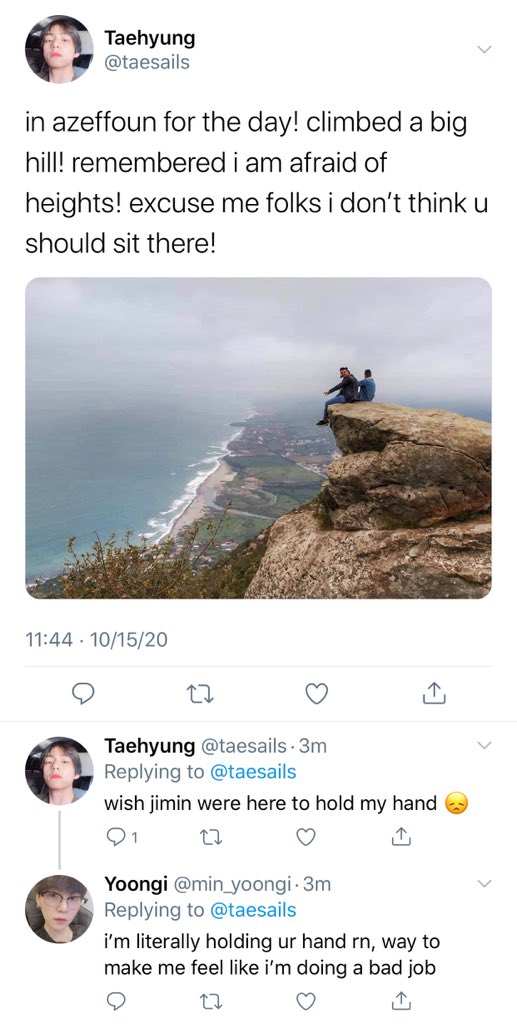 Taehyung
@taesails
in azeffoun for the day! climbed a big
hill! remembered i am afraid of
heights! excuse me folks i don’t think u
should sit there!
11:44 · 10/15/20
Taehyung @taesails · 3m
Replying to @taesails
wish jimin were here to hold my hand 😞
1
Yoongi @min_yoongi · 3m
Replying to @taesails
i’m literally holding ur hand rn, way to
make me feel like i’m doing a bad job